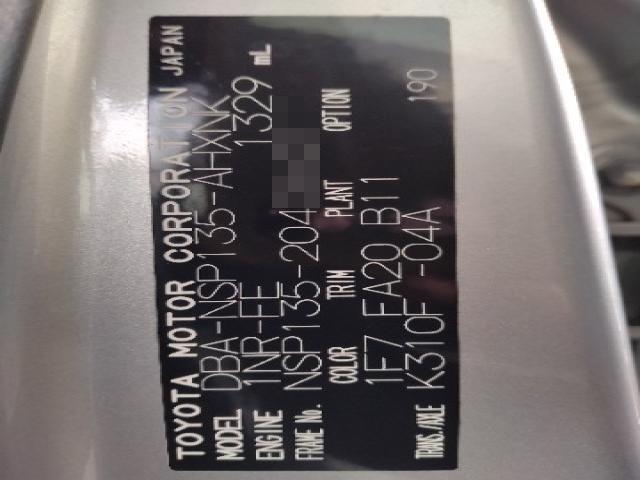 TOYOTA MOTOR CORPORATION JAPAN
MODEL DBA-NSP135-AHXNK
ENGINE 1NR-FE 1329 mL
FRAME No. NSP135-204
COLOR TRIM PLANT OPTION
1F7 FA20 B11
TRANS./AXLE K310F -04A 190